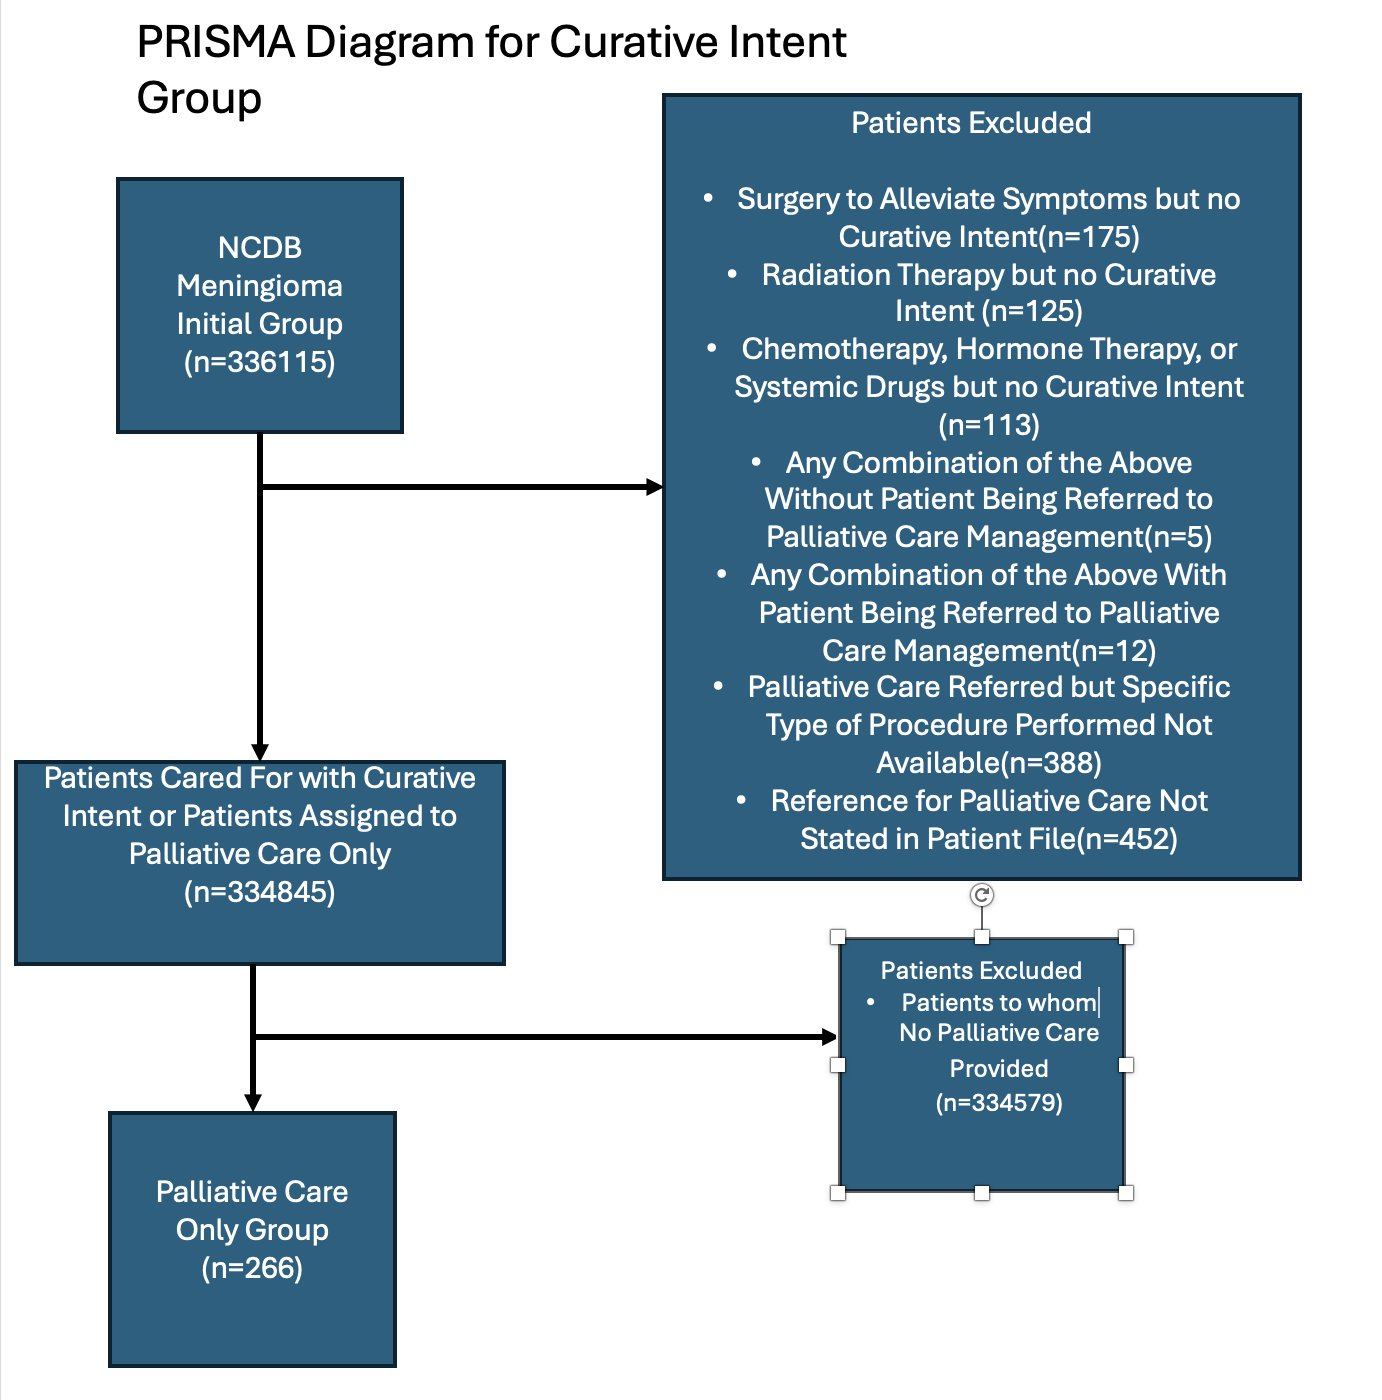 PRISMA Diagram for Curative Intent
Group
NCDB
Meningioma
Initial Group
(n=336115)
Patients Excluded
• Surgery to Alleviate Symptoms but no
Curative Intent(n=175)
• Radiation Therapy but no Curative
Intent (n=125)
• Chemotherapy, Hormone Therapy, or
Systemic Drugs but no Curative Intent
(n=113)
• Any Combination of the Above
Without Patient Being Referred to
Palliative Care Management(n=5)
• Any Combination of the Above With
Patient Being Referred to Palliative
Care Management(n=12)
• Palliative Care Referred but Specific
Type of Procedure Performed Not
Available(n=388)
• Reference for Palliative Care Not
Stated in Patient File(n=452)
Patients Cared For with Curative
Intent or Patients Assigned to
Palliative Care Only
(n=334845)
Patients Excluded
• Patients to whom
No Palliative Care
Provided
(n=334579)
Palliative Care
Only Group
(n=266)